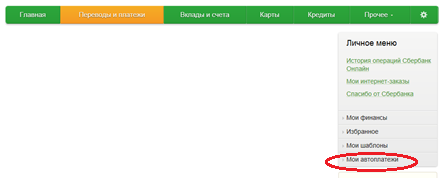 Главная Переводы и платежи Вклады и счета Карты Кредиты Прочее
Личное меню
История операций Сбербанк
Онлайн
Мои интернет-заказы
Спасибо от Сбербанка
Мои финансы
Избранное
Мои шаблоны
Мои автоплатежи